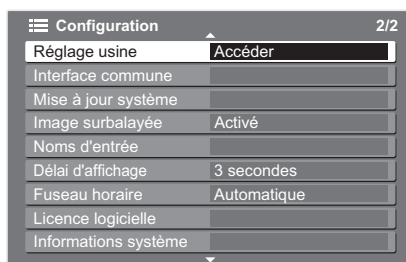 Configuration 2/2
Réglage usine Accéder
Interface commune
Mise à jour système
Image surbalayée Activé
Noms d'entrée
Délai d'affichage 3 secondes
Fuseau horaire Automatique
Licence logicielle
Informations système